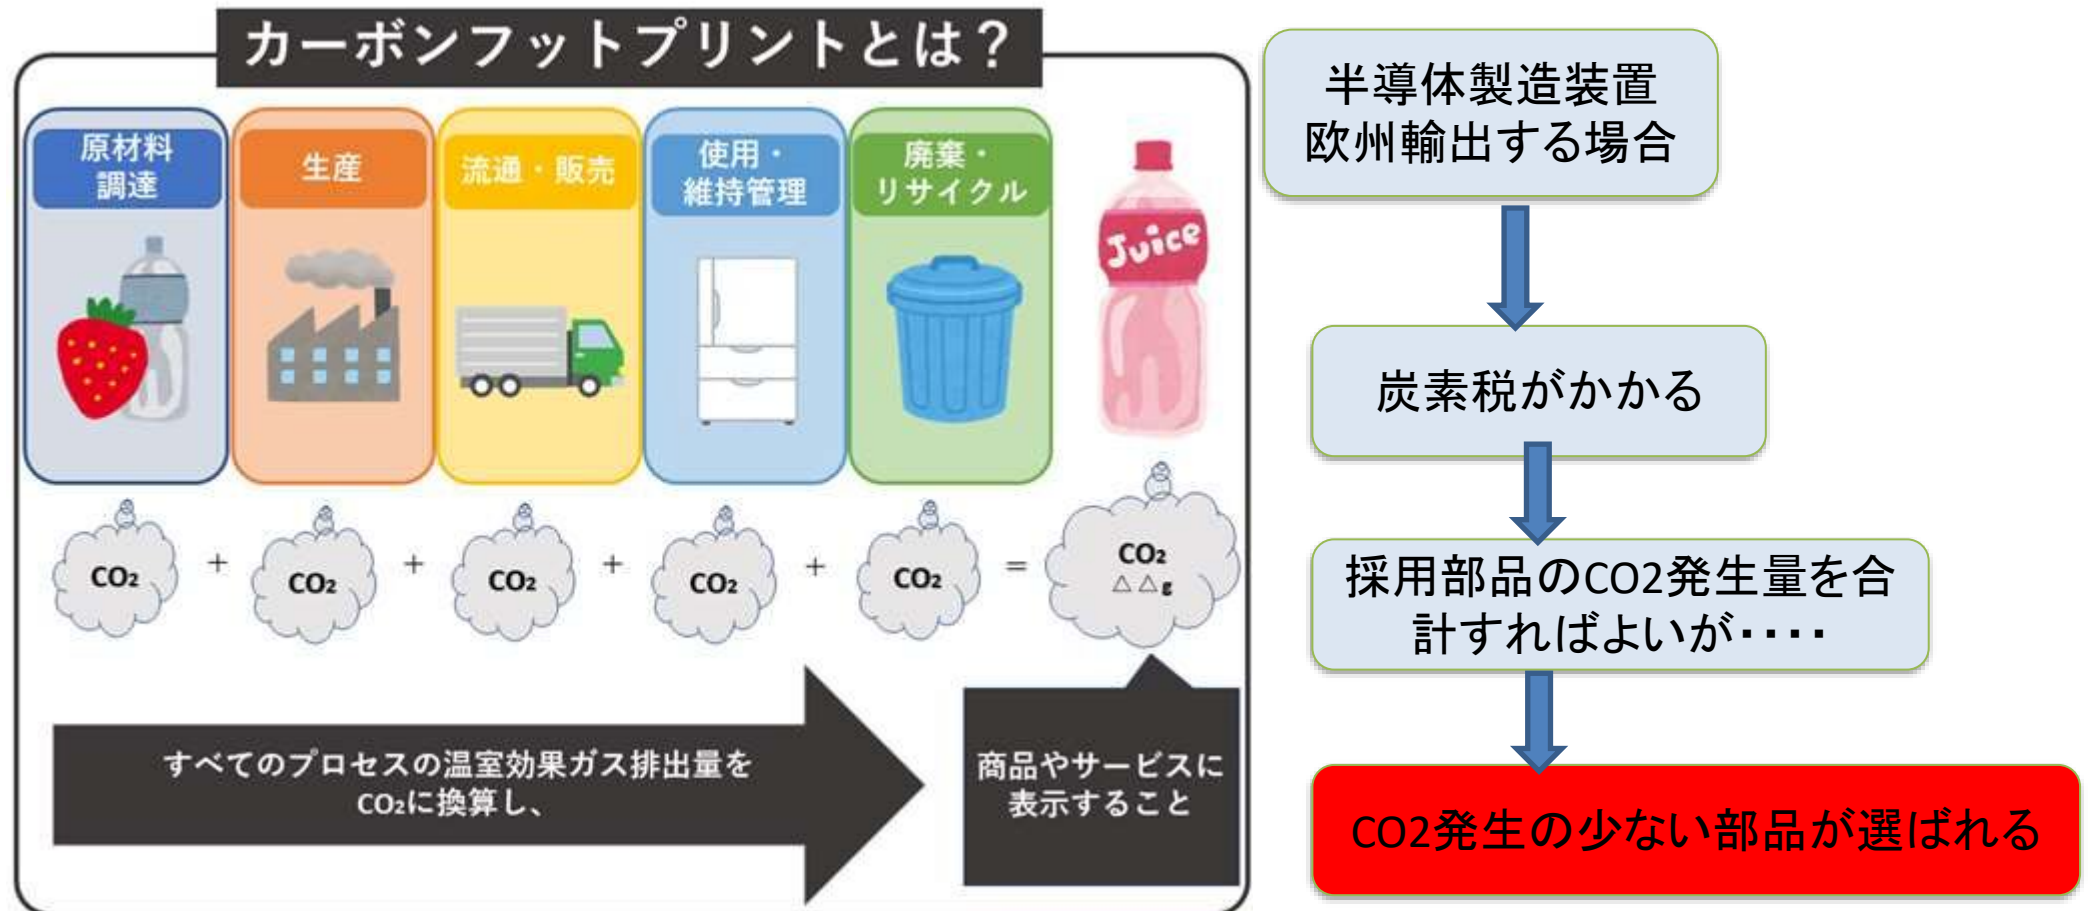 カーボンフットプリントとは？
原材料
調達
生産
流通・販売
使用・
維持管理
廃棄・
リサイクル
Juice
CO₂ + CO₂ + CO₂ + CO₂ + CO₂ = CO₂
△△g
すべてのプロセスの温室効果ガス排出量を
CO₂に換算し、
商品やサービスに
表示すること
半導体製造装置
欧州輸出する場合
炭素税がかかる
採用部品のCO2発生量を合
計すればよいが・・・・
CO2発生の少ない部品が選ばれる